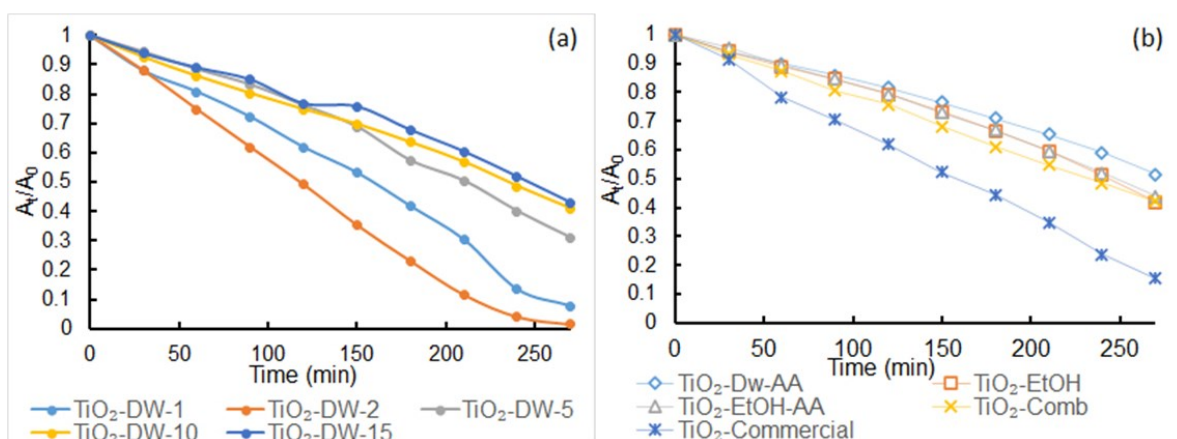 (a)
1
0.9
0.8
0.7
0.6
0.5
0.4
0.3
0.2
0.1
0
Aₜ/A₀
0 50 100 150 200 250
Time (min)
TiO₂-DW-1 TiO₂-DW-2 TiO₂-DW-5
TiO₂-DW-10 TiO₂-DW-15
(b)
1
0.9
0.8
0.7
0.6
0.5
0.4
0.3
0.2
0.1
0
Aₜ/A₀
0 50 100 150 200 250
Time (min)
TiO₂-Dw-AA TiO₂-EtOH
TiO₂-EtOH-AA TiO₂-Comb
TiO₂-Commercial